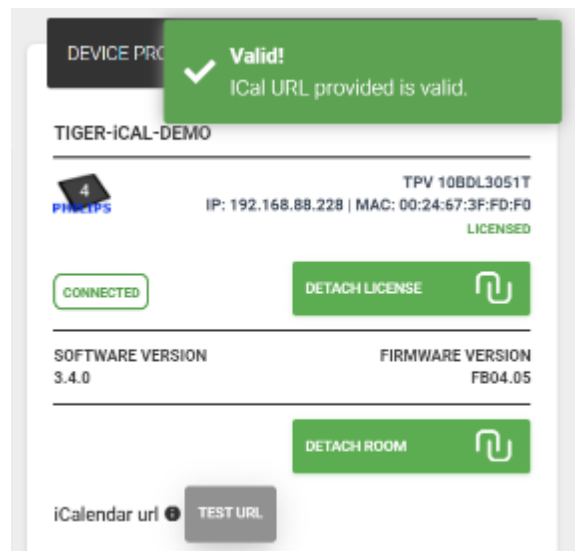 DEVICE PRO
Valid!
ICal URL provided is valid.
TIGER-iCAL-DEMO
4
PHILIPS
TPV 10BDL3051T
IP: 192.168.88.228 | MAC: 00:24:67:3F:FD:F0
LICENSED
CONNECTED
DETACH LICENSE
SOFTWARE VERSION
FIRMWARE VERSION
3.4.0
FB04.05
DETACH ROOM
iCalendar url
TEST URL